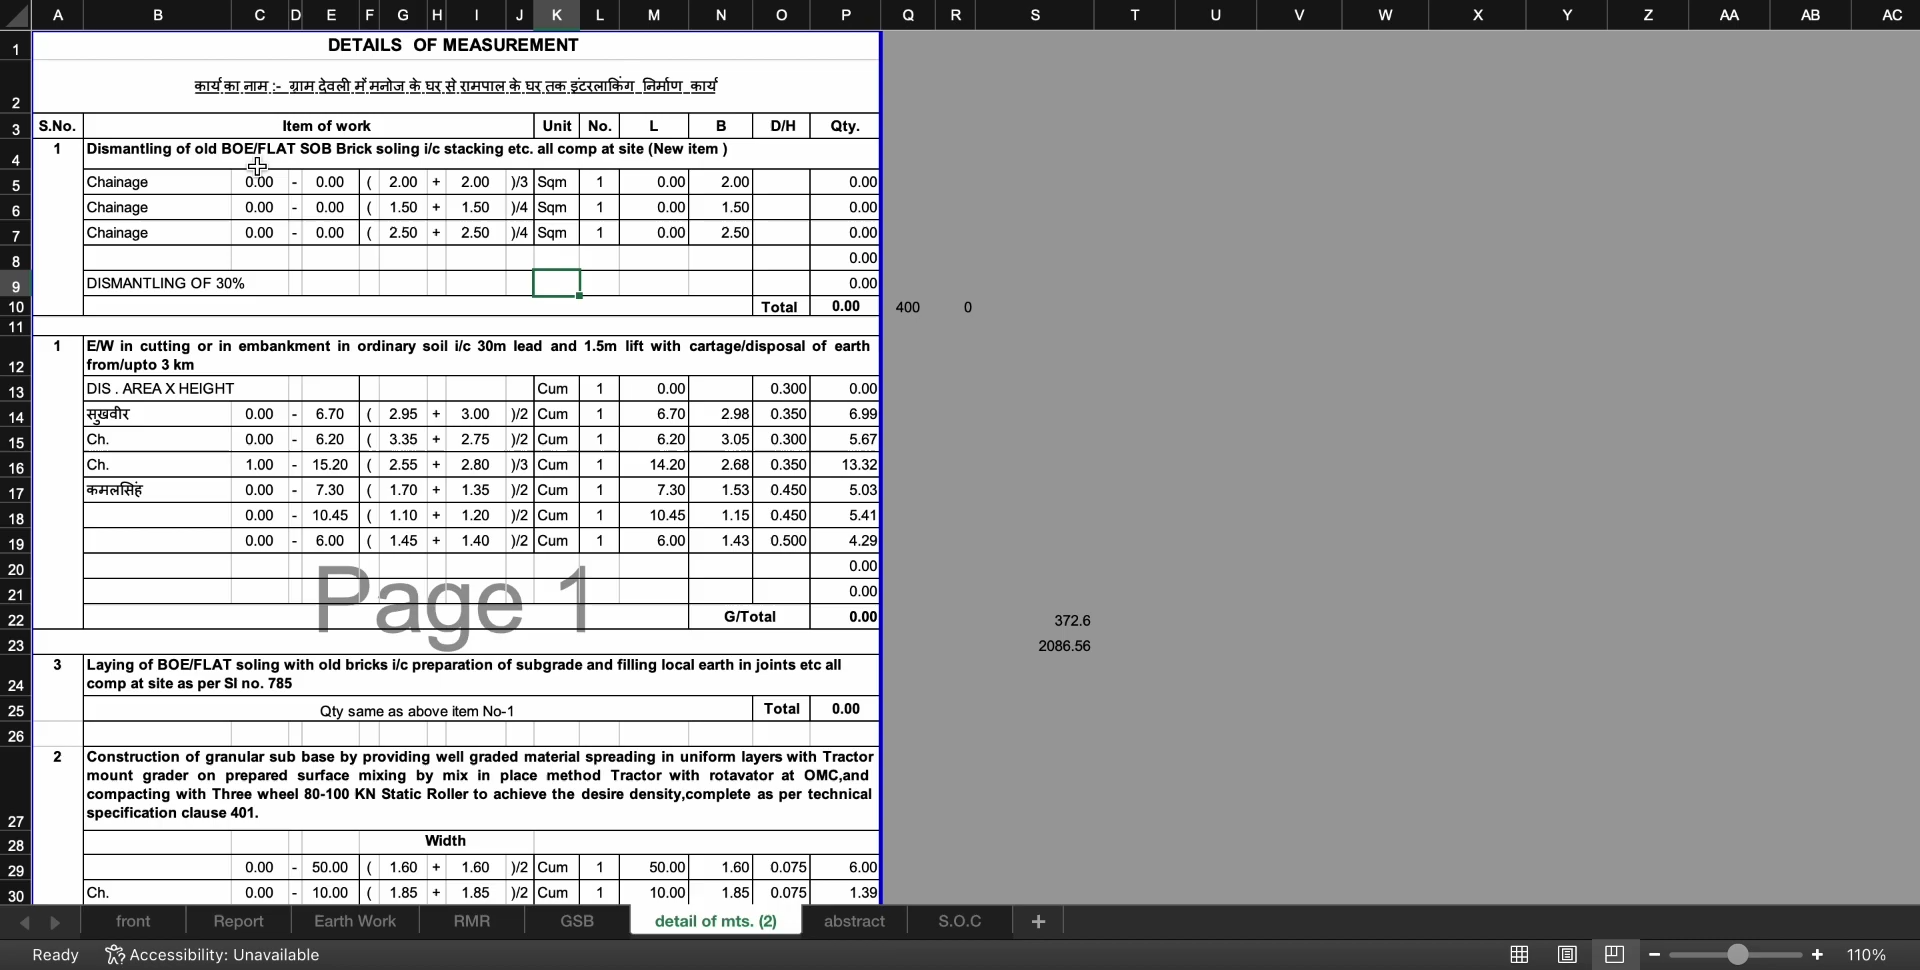 A B C D E F G H I J K L M N O P Q R S T U V W X Y Z AA AB AC
1 DETAILS OF MEASUREMENT
2 कार्य का नाम :- ग्राम देवली में मनोज के घर से रामपाल के घर तक इंटरलाकिंग निर्माण कार्य
3 S.No. Item of work Unit No. L B D/H Qty.
4 1 Dismantling of old BOE/FLAT SOB Brick soling i/c stacking etc. all comp at site (New item )
5 Chainage 0.00 - 0.00 ( 2.00 + 2.00 )/3 Sqm 1 0.00 2.00 0.00
6 Chainage 0.00 - 0.00 ( 1.50 + 1.50 )/4 Sqm 1 0.00 1.50 0.00
7 Chainage 0.00 - 0.00 ( 2.50 + 2.50 )/4 Sqm 1 0.00 2.50 0.00
8 0.00
9 DISMANTLING OF 30% 0.00
10 Total 0.00 400 0
11
12 1 E/W in cutting or in embankment in ordinary soil i/c 30m lead and 1.5m lift with cartage/disposal of earth
from/upto 3 km
13 DIS . AREA X HEIGHT Cum 1 0.00 0.300 0.00
14 सुखवीर 0.00 - 6.70 ( 2.95 + 3.00 )/2 Cum 1 6.70 2.98 0.350 6.99
15 Ch. 0.00 - 6.20 ( 3.35 + 2.75 )/2 Cum 1 6.20 3.05 0.300 5.67
16 Ch. 1.00 - 15.20 ( 2.55 + 2.80 )/3 Cum 1 14.20 2.68 0.350 13.32
17 कमलसिंह 0.00 - 7.30 ( 1.70 + 1.35 )/2 Cum 1 7.30 1.53 0.450 5.03
18 0.00 - 10.45 ( 1.10 + 1.20 )/2 Cum 1 10.45 1.15 0.450 5.41
19 0.00 - 6.00 ( 1.45 + 1.40 )/2 Cum 1 6.00 1.43 0.500 4.29
20 0.00
21 0.00
Page 1
22 G/Total 0.00 372.6
23 2086.56
24 3 Laying of BOE/FLAT soling with old bricks i/c preparation of subgrade and filling local earth in joints etc all
comp at site as per SI no. 785
25 Qty same as above item No-1 Total 0.00
26
27 2 Construction of granular sub base by providing well graded material spreading in uniform layers with Tractor
mount grader on prepared surface mixing by mix in place method Tractor with rotavator at OMC,and
compacting with Three wheel 80-100 KN Static Roller to achieve the desire density,complete as per technical
specification clause 401.
28 Width
29 0.00 - 50.00 ( 1.60 + 1.60 )/2 Cum 1 50.00 1.60 0.075 6.00
30 Ch. 0.00 - 10.00 ( 1.85 + 1.85 )/2 Cum 1 10.00 1.85 0.075 1.39
front Report Earth Work RMR GSB detail of mts. (2) abstract S.O.C +
Ready Accessibility: Unavailable 110%